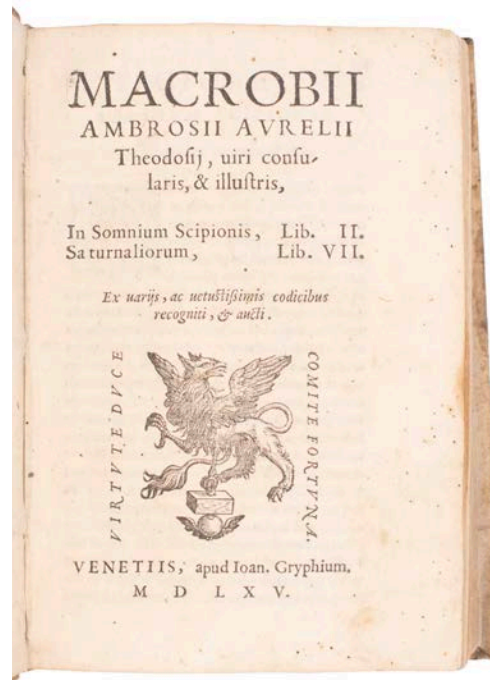 MACROBII
AMBROSII AVRELII
Theodosij, uiri consu-
laris, & illustris,
In Somnium Scipionis, Lib. II.
Saturnaliorum, Lib. VII.
Ex uarijs, ac uetustissimis codicibus
recogniti, & aucti.
VIRTVTE DVCE
COMITE FORTVNA.
VENETIIS, apud Ioan. Gryphium.
M D L X V.